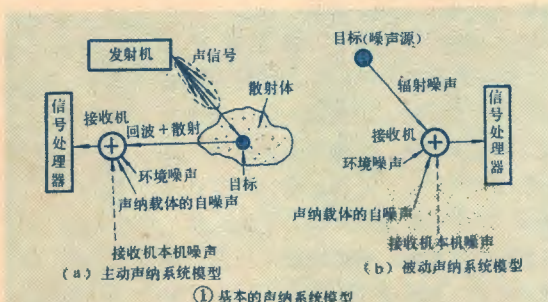 发射机
声信号
散射体
信号处理器
接收机
回波+散射
环境噪声
目标
声纳载体的自噪声
接收机本机噪声
(a) 主动声纳系统模型
目标(噪声源)
辐射噪声
接收机
信号处理器
环境噪声
声纳载体的自噪声
接收机本机噪声
(b) 被动声纳系统模型
① 基本的声纳系统模型